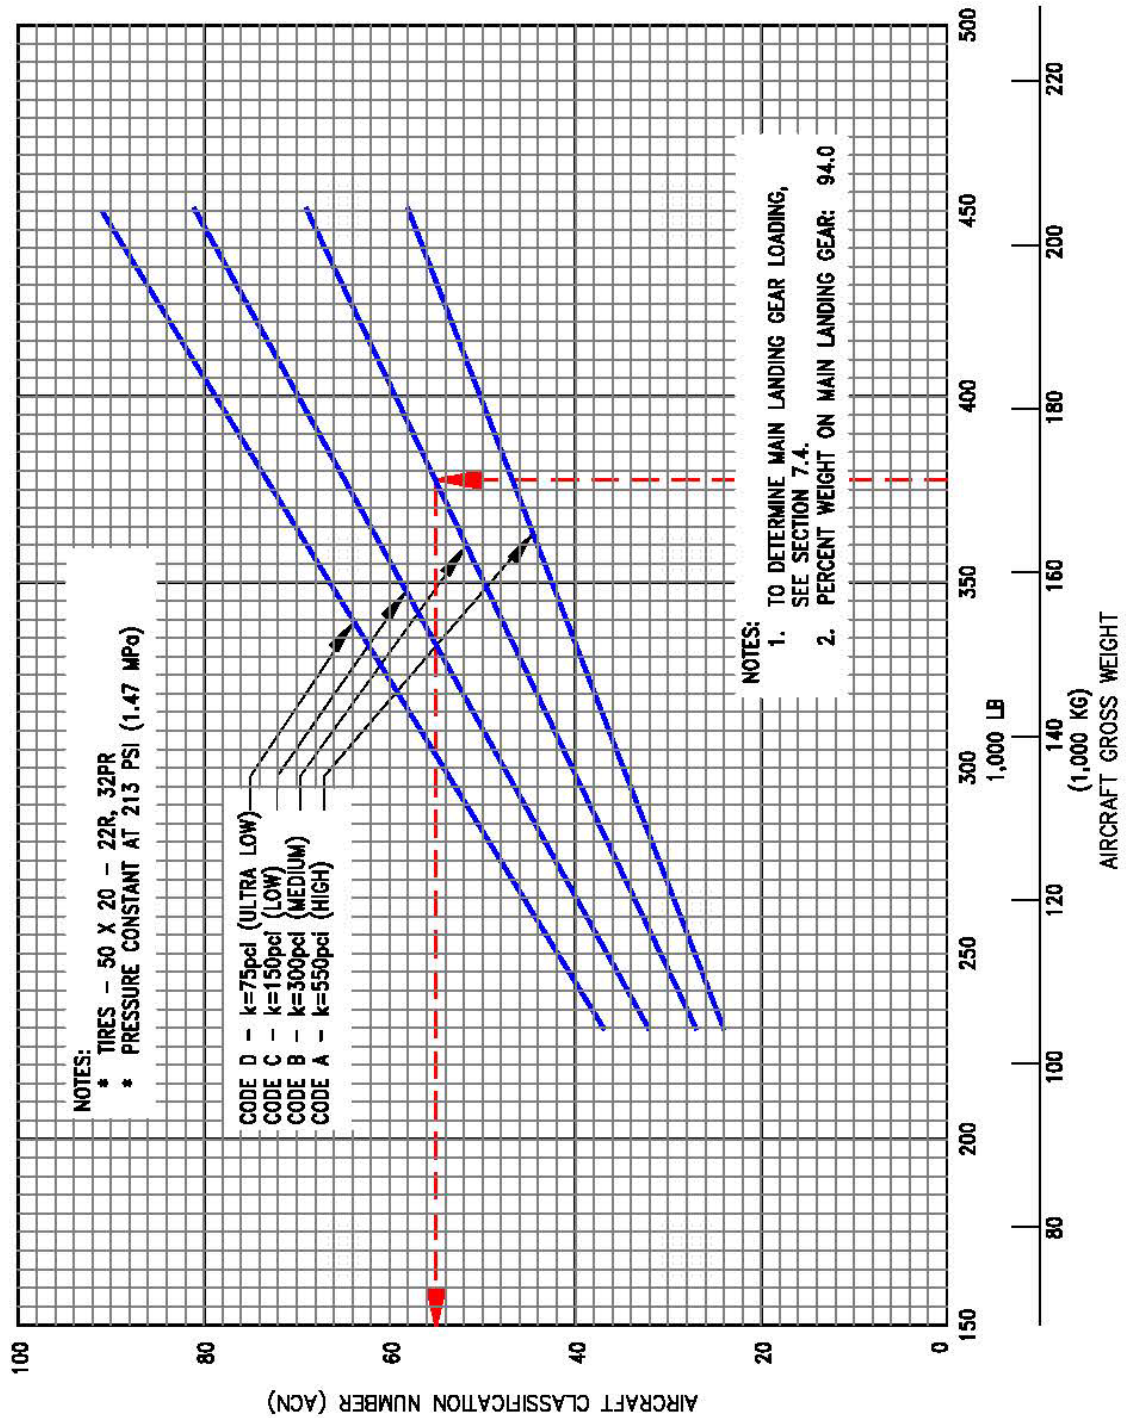 NOTES:
* TIRES - 50 X 20 - 22R, 32PR
* PRESSURE CONSTANT AT 213 PSI (1.47 MPa)
CODE D - k=75pci (ULTRA LOW)
CODE C - k=150pci (LOW)
CODE B - k=300pci (MEDIUM)
CODE A - k=550pci (HIGH)
NOTES:
1. TO DETERMINE MAIN LANDING GEAR LOADING,
SEE SECTION 7.4.
2. PERCENT WEIGHT ON MAIN LANDING GEAR: 94.0
AIRCRAFT CLASSIFICATION NUMBER (ACN)
100
80
60
40
20
0
150 200 250 300 350 400 450 500
1,000 LB
80 100 120 140 160 180 200 220
(1,000 KG)
AIRCRAFT GROSS WEIGHT